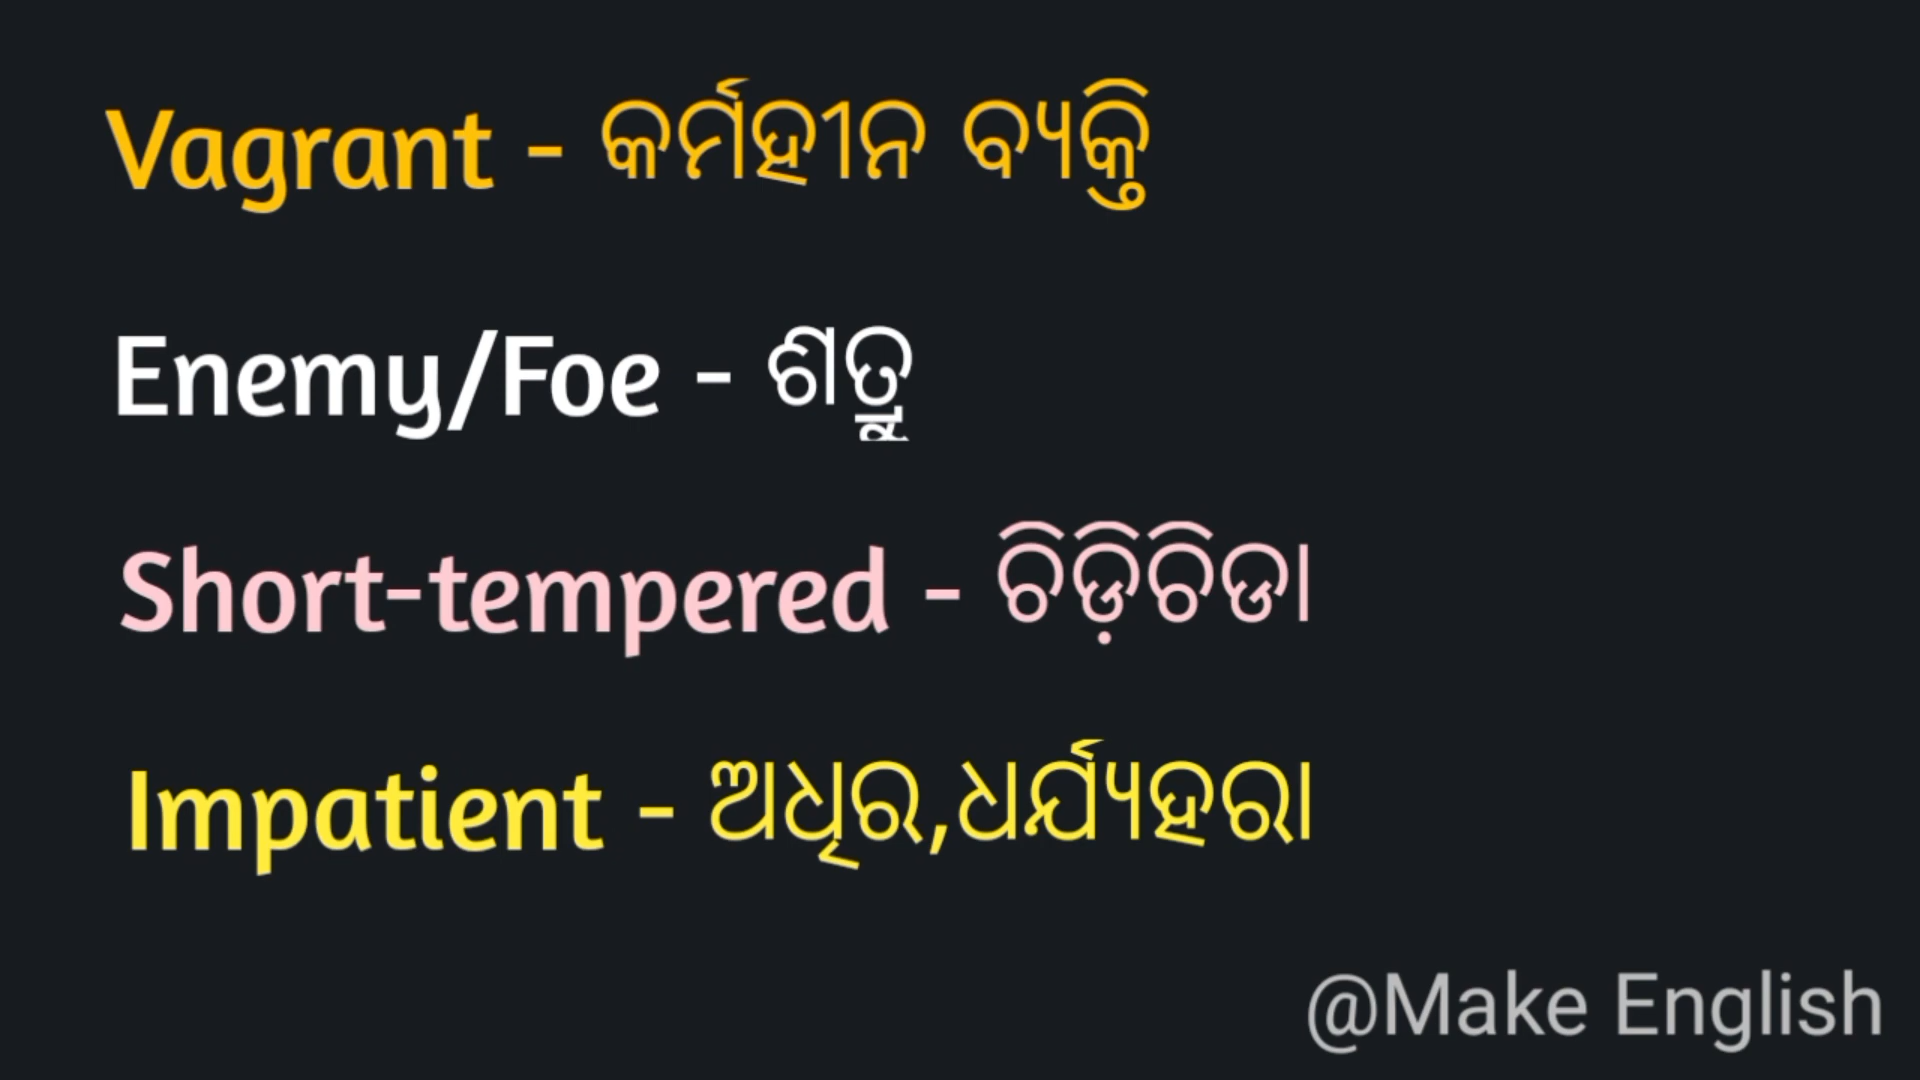 Vagrant - କର୍ମହୀନ ବ୍ୟକ୍ତି
Enemy/Foe - ଶତ୍ରୁ
Short-tempered - ଚିଡ଼ିଚିଡା
Impatient - ଅଧିର,ଧର୍ଯ୍ୟହରା
@Make English